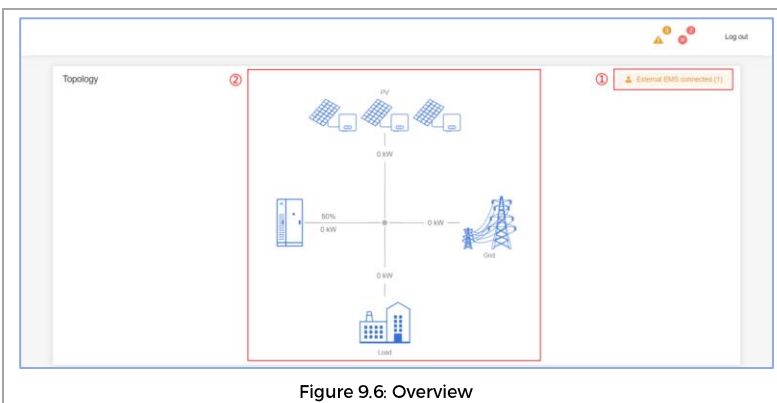 Log out
Topology
②
①
External EMS connected (1)
PV
0 kW
50%
0 kW
0 kW
Grid
0 kW
Load
Figure 9.6: Overview